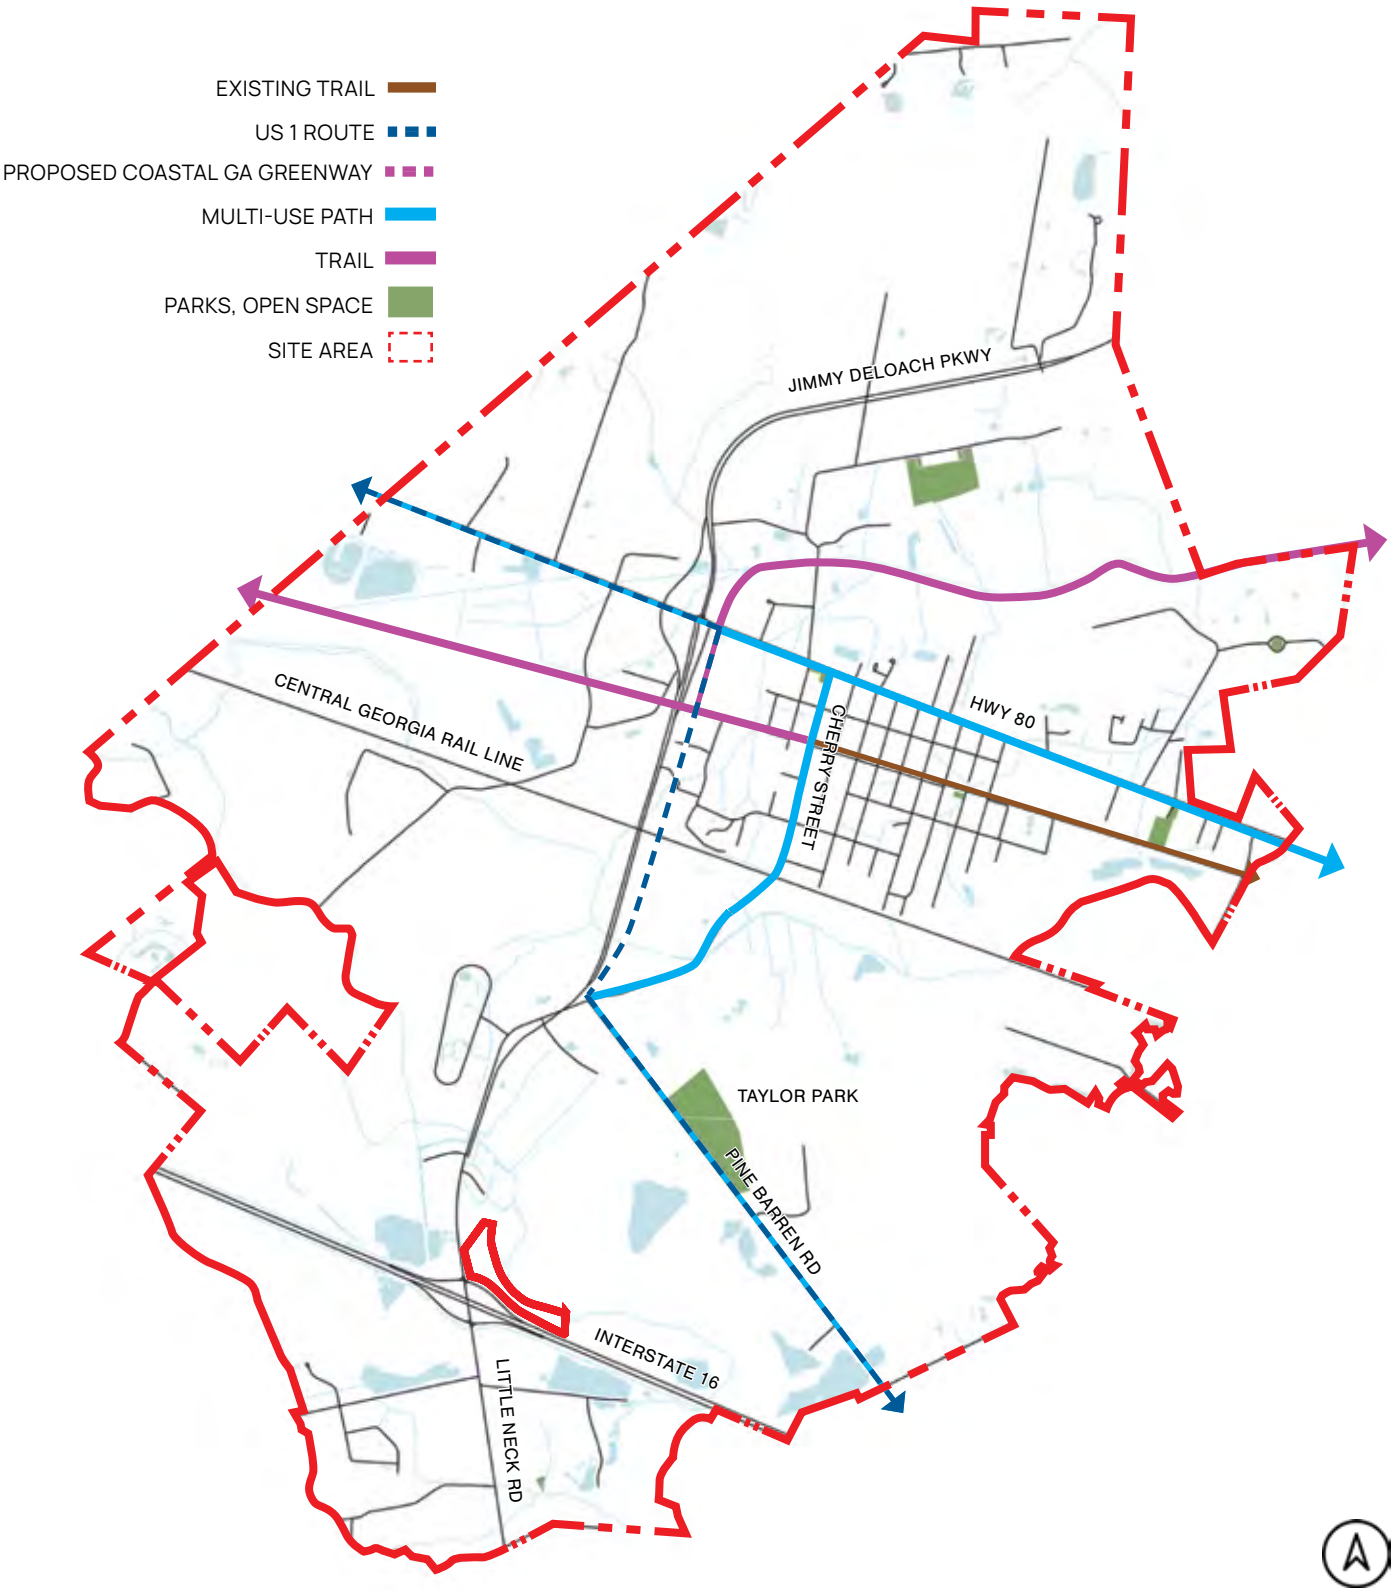 EXISTING TRAIL
US 1 ROUTE
PROPOSED COASTAL GA GREENWAY
MULTI-USE PATH
TRAIL
PARKS, OPEN SPACE
SITE AREA
JIMMY DELOACH PKWY
CENTRAL GEORGIA RAIL LINE
HWY 80
CHERRY STREET
TAYLOR PARK
PINE BARREN RD
INTERSTATE 16
LITTLE NECK RD